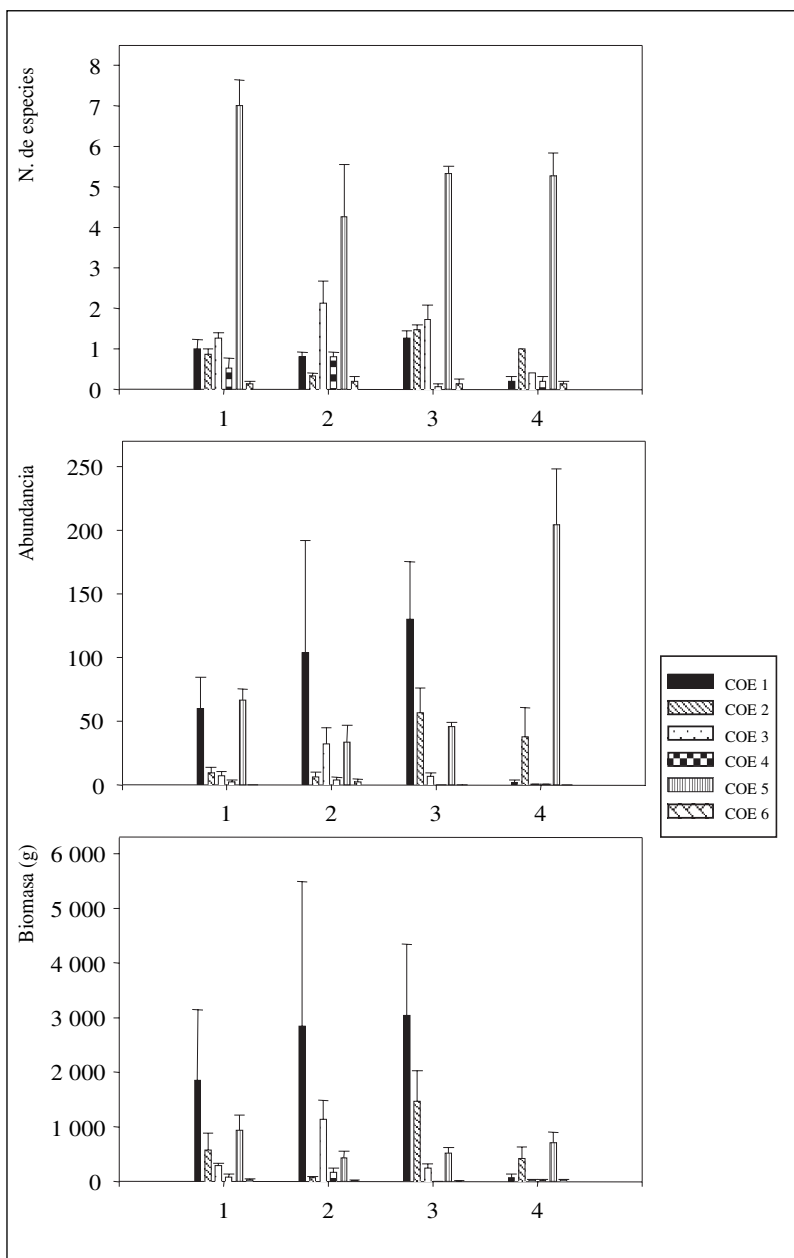 N. de especies
8
7
6
5
4
3
2
1
0
1 2 3 4
Abundancia
250
200
150
100
50
0
1 2 3 4
COE 1
COE 2
COE 3
COE 4
COE 5
COE 6
Biomasa (g)
6 000
5 000
4 000
3 000
2 000
1 000
0
1 2 3 4